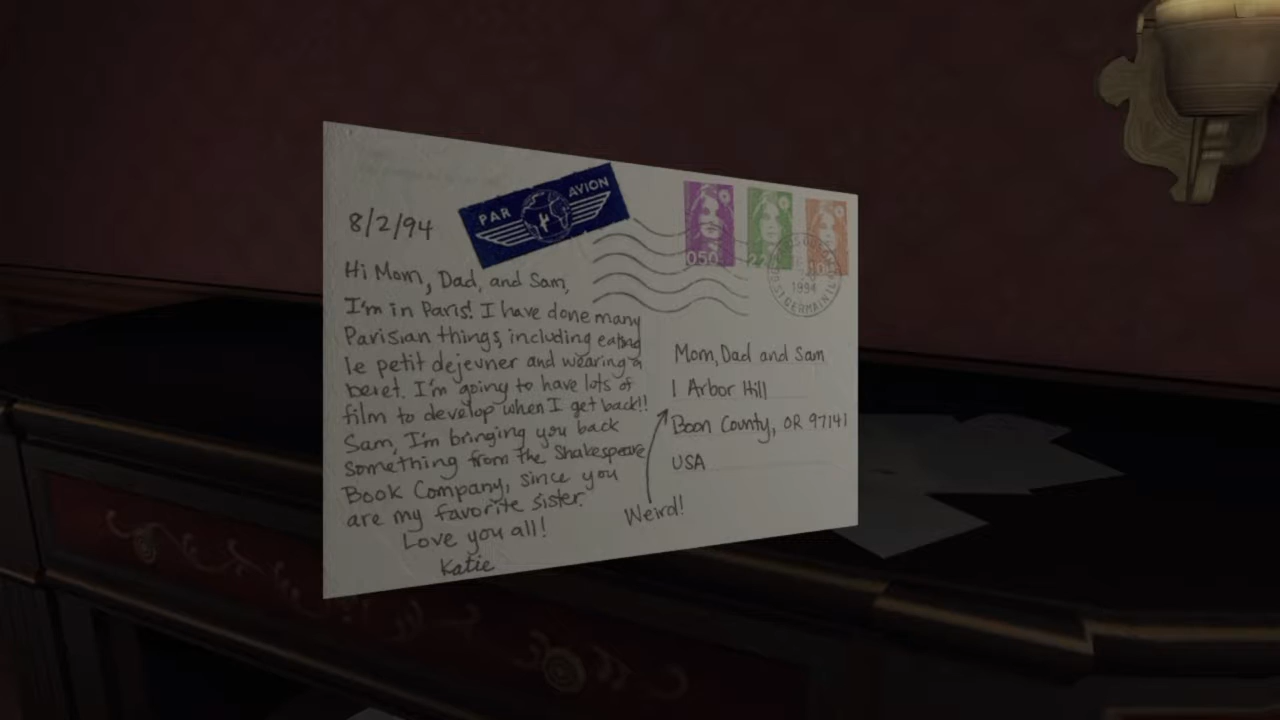 PAR AVION
8/2/94
Hi Mom, Dad, and Sam,
I'm in Paris! I have done many
Parisian things, including eating
le petit dejeuner and wearing a
beret. I'm going to have lots of
film to develop when I get back!!
Sam, I'm bringing you back
something from the Shakespeare
Book Company, since you
are my favorite sister.
Love you all!
Katie
0.50
1994
ST GERMAIN
Mom, Dad and Sam
1 Arbor Hill
Boon County, OR 97141
USA
Weird!